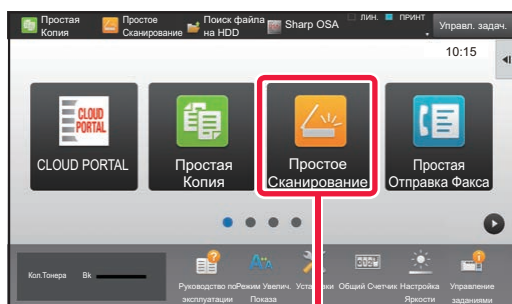 Простая Копия
Простое Сканирование
Поиск файла на HDD
Sharp OSA
ЛИН.
ПРИНТ
Управл. задач.
10:15
CLOUD PORTAL
CLOUD PORTAL
Простая Копия
Простое Сканирование
Простая Отправка Факса
Кол.Тонера Bk
Руководство по эксплуатации
Режим Увелич. Показа
Установки
Общий Счетчик
Настройка Яркости
Управление заданиями